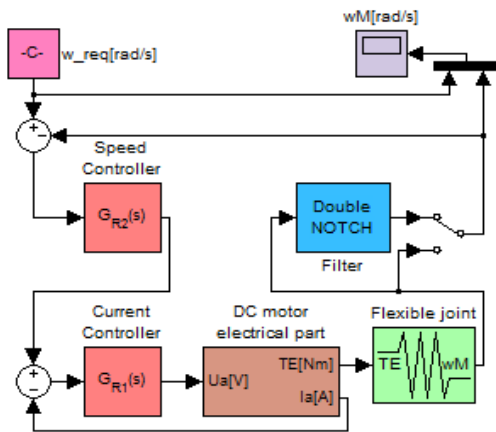 wM[rad/s]
-C-
w_req[rad/s]
+
−
Speed
Controller
G_R2(s)
Double
NOTCH
Filter
Current
Controller
DC motor
electrical part
Flexible joint
+
−
G_R1(s)
Ua[V]
TE[Nm]
Ia[A]
TE
wM